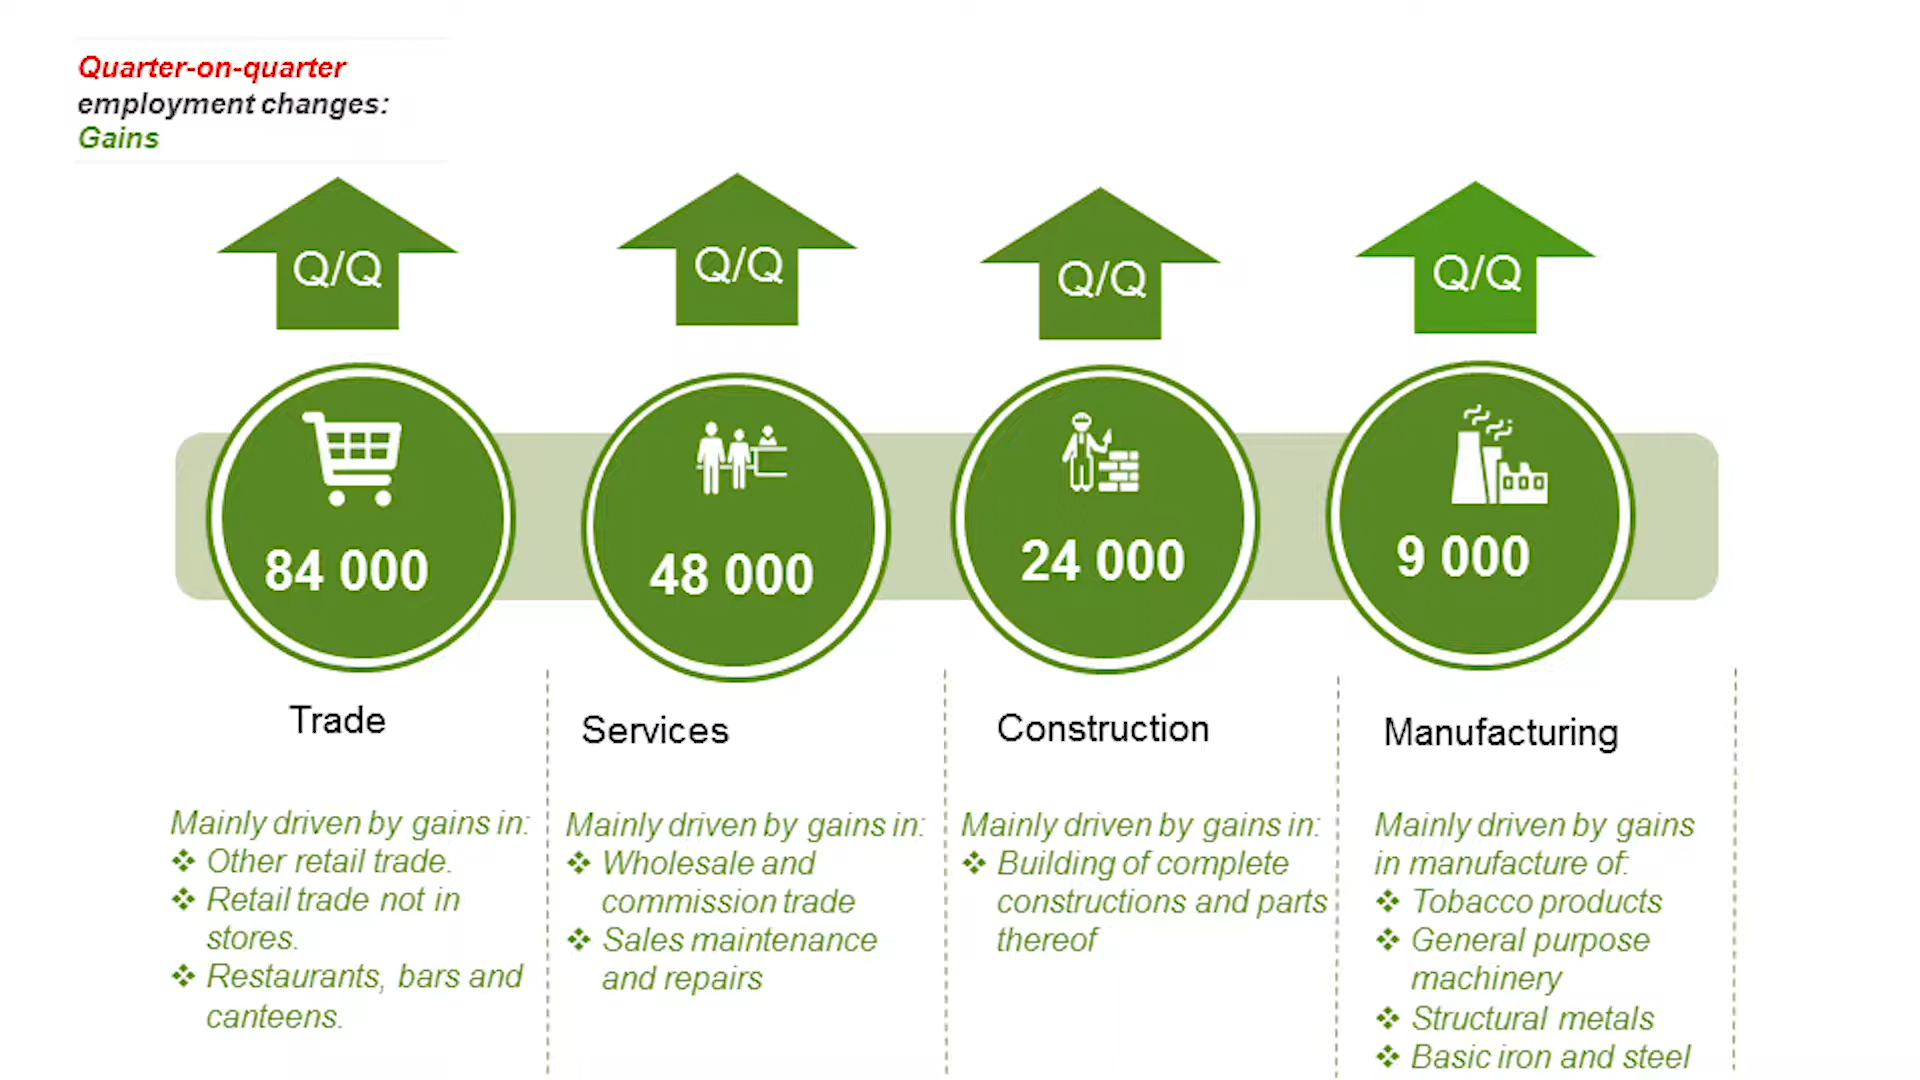 Quarter-on-quarter
employment changes:
Gains
Q/Q
Q/Q
Q/Q
Q/Q
84 000
48 000
24 000
9 000
Trade
Services
Construction
Manufacturing
Mainly driven by gains in:
❖ Other retail trade.
❖ Retail trade not in
stores.
❖ Restaurants, bars and
canteens.
Mainly driven by gains in:
❖ Wholesale and
commission trade
❖ Sales maintenance
and repairs
Mainly driven by gains in:
❖ Building of complete
constructions and parts
thereof
Mainly driven by gains
in manufacture of:
❖ Tobacco products
❖ General purpose
machinery
❖ Structural metals
❖ Basic iron and steel